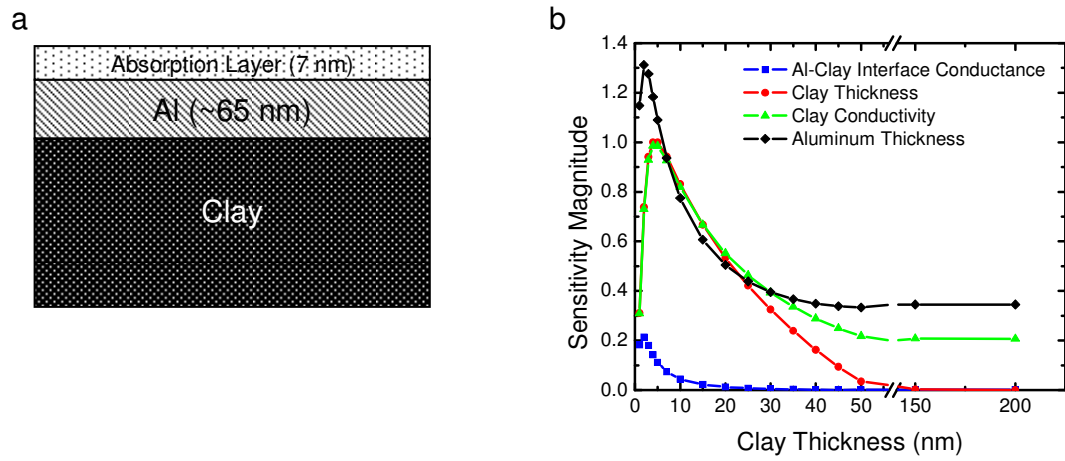 a
Absorption Layer (7 nm)
Al (~65 nm)
Clay
b
Sensitivity Magnitude
1.4
1.2
1.0
0.8
0.6
0.4
0.2
0.0
Al-Clay Interface Conductance
Clay Thickness
Clay Conductivity
Aluminum Thickness
0 10 20 30 40 50 150 200
Clay Thickness (nm)